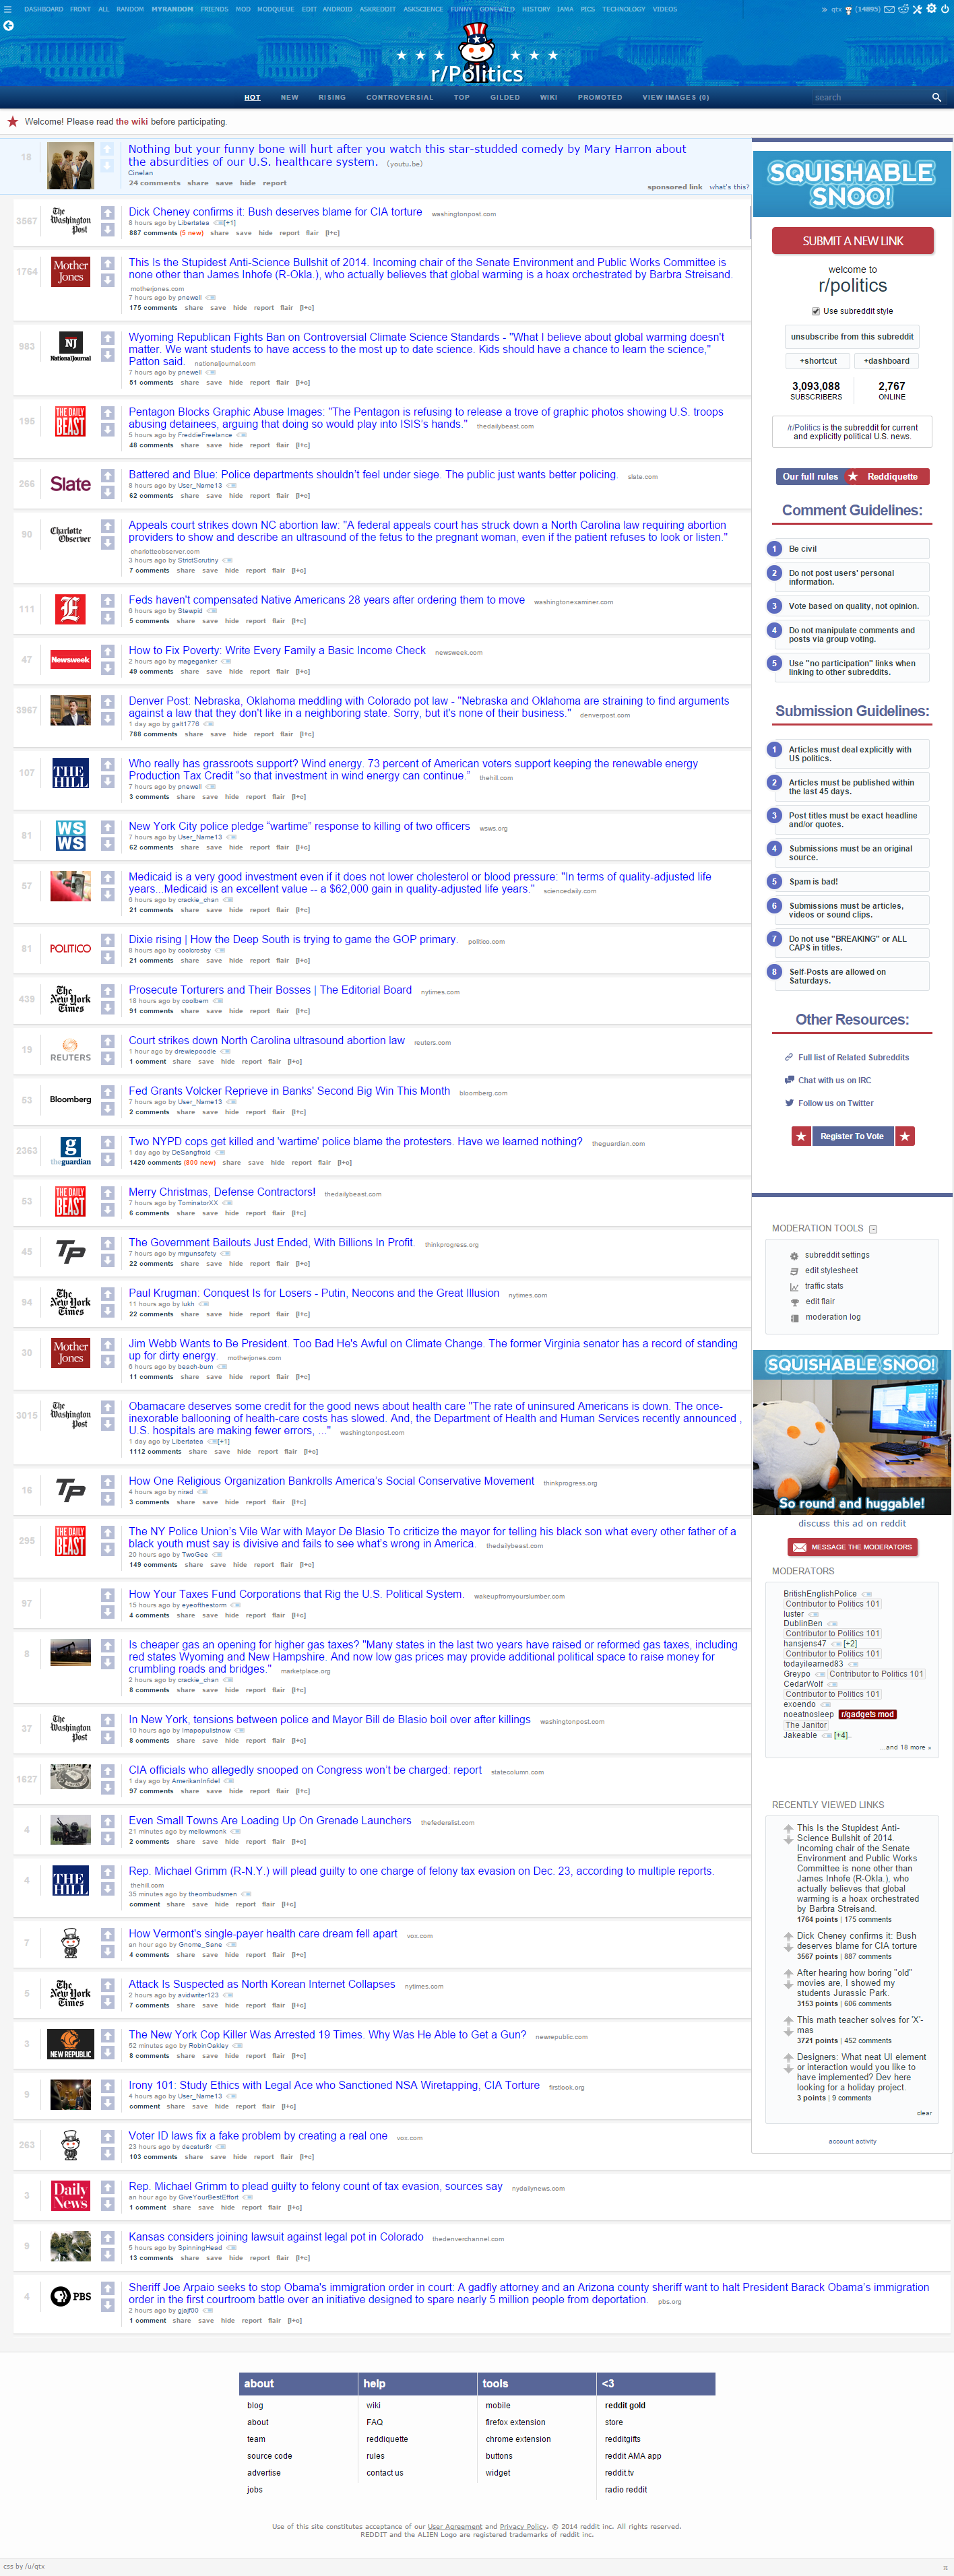 DASHBOARD FRONT ALL RANDOM MYRANDOM FRIENDS MOD MODQUEUE EDIT ANDROID ASKREDDIT ASKSCIENCE FUNNY GONEWILD HISTORY IAMA PICS TECHNOLOGY VIDEOS
» qtx (14895)
r/Politics
HOT NEW RISING CONTROVERSIAL TOP GILDED WIKI PROMOTED VIEW IMAGES (0) search
Welcome! Please read the wiki before participating.
18
Nothing but your funny bone will hurt after you watch this star-studded comedy by Mary Harron about
the absurdities of our U.S. healthcare system. (youtu.be)
Cinelan
24 comments share save hide report
sponsored link what's this?
3567
The Washington Post
Dick Cheney confirms it: Bush deserves blame for CIA torture washingtonpost.com
8 hours ago by Libertatea [+1]
887 comments (5 new) share save hide report flair [l+c]
1764
Mother Jones
This Is the Stupidest Anti-Science Bullshit of 2014. Incoming chair of the Senate Environment and Public Works Committee is
none other than James Inhofe (R-Okla.), who actually believes that global warming is a hoax orchestrated by Barbra Streisand.
motherjones.com
7 hours ago by pnewell
175 comments share save hide report flair [l+c]
983
NJ NationalJournal
Wyoming Republican Fights Ban on Controversial Climate Science Standards - "What I believe about global warming doesn't
matter. We want students to have access to the most up to date science. Kids should have a chance to learn the science,"
Patton said. nationaljournal.com
7 hours ago by pnewell
51 comments share save hide report flair [l+c]
195
THE DAILY BEAST
Pentagon Blocks Graphic Abuse Images: "The Pentagon is refusing to release a trove of graphic photos showing U.S. troops
abusing detainees, arguing that doing so would play into ISIS's hands." thedailybeast.com
5 hours ago by FreddieFreelance
48 comments share save hide report flair [l+c]
266
Slate
Battered and Blue: Police departments shouldn't feel under siege. The public just wants better policing. slate.com
8 hours ago by User_Name13
62 comments share save hide report flair [l+c]
90
Charlotte Observer
Appeals court strikes down NC abortion law: "A federal appeals court has struck down a North Carolina law requiring abortion
providers to show and describe an ultrasound of the fetus to the pregnant woman, even if the patient refuses to look or listen."
charlotteobserver.com
3 hours ago by StrictScrutiny
7 comments share save hide report flair [l+c]
111
E
Feds haven't compensated Native Americans 28 years after ordering them to move washingtonexaminer.com
6 hours ago by Stewpid
5 comments share save hide report flair [l+c]
47
Newsweek
How to Fix Poverty: Write Every Family a Basic Income Check newsweek.com
2 hours ago by mageganker
49 comments share save hide report flair [l+c]
3967
Denver Post: Nebraska, Oklahoma meddling with Colorado pot law - "Nebraska and Oklahoma are straining to find arguments
against a law that they don't like in a neighboring state. Sorry, but it's none of their business." denverpost.com
1 day ago by galt1776
788 comments share save hide report flair [l+c]
107
THE HILL
Who really has grassroots support? Wind energy. 73 percent of American voters support keeping the renewable energy
Production Tax Credit "so that investment in wind energy can continue." thehill.com
7 hours ago by pnewell
3 comments share save hide report flair [l+c]
81
WSWS
New York City police pledge "wartime" response to killing of two officers wsws.org
7 hours ago by User_Name13
62 comments share save hide report flair [l+c]
57
Medicaid is a very good investment even if it does not lower cholesterol or blood pressure: "In terms of quality-adjusted life
years...Medicaid is an excellent value -- a $62,000 gain in quality-adjusted life years." sciencedaily.com
6 hours ago by crackie_chan
21 comments share save hide report flair [l+c]
81
POLITICO
Dixie rising | How the Deep South is trying to game the GOP primary. politico.com
8 hours ago by coolcrosby
21 comments share save hide report flair [l+c]
439
The New York Times
Prosecute Torturers and Their Bosses | The Editorial Board nytimes.com
18 hours ago by coolbern
91 comments share save hide report flair [l+c]
19
REUTERS
Court strikes down North Carolina ultrasound abortion law reuters.com
1 hour ago by drewiepoodle
1 comment share save hide report flair [l+c]
53
Bloomberg
Fed Grants Volcker Reprieve in Banks' Second Big Win This Month bloomberg.com
7 hours ago by User_Name13
2 comments share save hide report flair [l+c]
2363
g theguardian
Two NYPD cops get killed and 'wartime' police blame the protesters. Have we learned nothing? theguardian.com
1 day ago by DeSangfroid
1420 comments (800 new) share save hide report flair [l+c]
53
THE DAILY BEAST
Merry Christmas, Defense Contractors! thedailybeast.com
7 hours ago by TominatorXX
6 comments share save hide report flair [l+c]
45
TP
The Government Bailouts Just Ended, With Billions In Profit. thinkprogress.org
7 hours ago by mrgunsafety
22 comments share save hide report flair [l+c]
94
The New York Times
Paul Krugman: Conquest Is for Losers - Putin, Neocons and the Great Illusion nytimes.com
11 hours ago by lukh
22 comments share save hide report flair [l+c]
30
Mother Jones
Jim Webb Wants to Be President. Too Bad He's Awful on Climate Change. The former Virginia senator has a record of standing
up for dirty energy. motherjones.com
6 hours ago by beach-bum
11 comments share save hide report flair [l+c]
3015
The Washington Post
Obamacare deserves some credit for the good news about health care "The rate of uninsured Americans is down. The once-
inexorable ballooning of health-care costs has slowed. And, the Department of Health and Human Services recently announced ,
U.S. hospitals are making fewer errors, ..." washingtonpost.com
1 day ago by Libertatea [+1]
1112 comments share save hide report flair [l+c]
16
TP
How One Religious Organization Bankrolls America's Social Conservative Movement thinkprogress.org
4 hours ago by nirad
3 comments share save hide report flair [l+c]
295
THE DAILY BEAST
The NY Police Union's Vile War with Mayor De Blasio To criticize the mayor for telling his black son what every other father of a
black youth must say is divisive and fails to see what's wrong in America. thedailybeast.com
20 hours ago by TwoGee
149 comments share save hide report flair [l+c]
97
How Your Taxes Fund Corporations that Rig the U.S. Political System. wakeupfromyourslumber.com
15 hours ago by eyeofthestorm
4 comments share save hide report flair [l+c]
8
Is cheaper gas an opening for higher gas taxes? "Many states in the last two years have raised or reformed gas taxes, including
red states Wyoming and New Hampshire. And now low gas prices may provide additional political space to raise money for
crumbling roads and bridges." marketplace.org
2 hours ago by crackie_chan
8 comments share save hide report flair [l+c]
37
The Washington Post
In New York, tensions between police and Mayor Bill de Blasio boil over after killings washingtonpost.com
10 hours ago by Imapopulistnow
8 comments share save hide report flair [l+c]
1627
CIA officials who allegedly snooped on Congress won't be charged: report statecolumn.com
1 day ago by AmerikanInfidel
97 comments share save hide report flair [l+c]
4
Even Small Towns Are Loading Up On Grenade Launchers thefederalist.com
21 minutes ago by mellowmonk
2 comments share save hide report flair [l+c]
4
THE HILL
Rep. Michael Grimm (R-N.Y.) will plead guilty to one charge of felony tax evasion on Dec. 23, according to multiple reports.
thehill.com
35 minutes ago by theombudsmen
comment share save hide report flair [l+c]
7
How Vermont's single-payer health care dream fell apart vox.com
an hour ago by Gnome_Sane
4 comments share save hide report flair [l+c]
5
The New York Times
Attack Is Suspected as North Korean Internet Collapses nytimes.com
2 hours ago by avidwriter123
7 comments share save hide report flair [l+c]
3
NEW REPUBLIC
The New York Cop Killer Was Arrested 19 Times. Why Was He Able to Get a Gun? newrepublic.com
52 minutes ago by RobinOakley
8 comments share save hide report flair [l+c]
9
Irony 101: Study Ethics with Legal Ace who Sanctioned NSA Wiretapping, CIA Torture firstlook.org
4 hours ago by User_Name13
comment share save hide report flair [l+c]
263
Voter ID laws fix a fake problem by creating a real one vox.com
23 hours ago by decatur8r
103 comments share save hide report flair [l+c]
3
Daily News
Rep. Michael Grimm to plead guilty to felony count of tax evasion, sources say nydailynews.com
an hour ago by GiveYourBestEffort
1 comment share save hide report flair [l+c]
9
Kansas considers joining lawsuit against legal pot in Colorado thedenverchannel.com
5 hours ago by SpinningHead
13 comments share save hide report flair [l+c]
4
PBS
Sheriff Joe Arpaio seeks to stop Obama's immigration order in court: A gadfly attorney and an Arizona county sheriff want to halt President Barack Obama's immigration
order in the first courtroom battle over an initiative designed to spare nearly 5 million people from deportation. pbs.org
2 hours ago by gjajf00
1 comment share save hide report flair [l+c]
SQUISHABLE
SNOO!
SUBMIT A NEW LINK
welcome to
r/politics
Use subreddit style
unsubscribe from this subreddit
+shortcut +dashboard
3,093,088 2,767
SUBSCRIBERS ONLINE
/r/Politics is the subreddit for current
and explicitly political U.S. news.
Our full rules Reddiquette
Comment Guidelines:
1 Be civil
2 Do not post users' personal
information.
3 Vote based on quality, not opinion.
4 Do not manipulate comments and
posts via group voting.
5 Use "no participation" links when
linking to other subreddits.
Submission Guidelines:
1 Articles must deal explicitly with
US politics.
2 Articles must be published within
the last 45 days.
3 Post titles must be exact headline
and/or quotes.
4 Submissions must be an original
source.
5 Spam is bad!
6 Submissions must be articles,
videos or sound clips.
7 Do not use "BREAKING" or ALL
CAPS in titles.
8 Self-Posts are allowed on
Saturdays.
Other Resources:
Full list of Related Subreddits
Chat with us on IRC
Follow us on Twitter
Register To Vote
MODERATION TOOLS
subreddit settings
edit stylesheet
traffic stats
edit flair
moderation log
SQUISHABLE SNOO!
So round and huggable!
discuss this ad on reddit
MESSAGE THE MODERATORS
MODERATORS
BritishEnglishPolice
Contributor to Politics 101
luster
DublinBen
Contributor to Politics 101
hansjens47 [+2]
Contributor to Politics 101
todayilearned83
Greypo Contributor to Politics 101
CedarWolf
Contributor to Politics 101
exoendo
noeatnosleep r/gadgets mod
The Janitor
Jakeable [+4]
...and 18 more »
RECENTLY VIEWED LINKS
This Is the Stupidest Anti-
Science Bullshit of 2014.
Incoming chair of the Senate
Environment and Public Works
Committee is none other than
James Inhofe (R-Okla.), who
actually believes that global
warming is a hoax orchestrated
by Barbra Streisand.
1764 points | 175 comments
Dick Cheney confirms it: Bush
deserves blame for CIA torture
3567 points | 887 comments
After hearing how boring "old"
movies are, I showed my
students Jurassic Park.
3153 points | 606 comments
This math teacher solves for 'X'-
mas
3721 points | 452 comments
Designers: What neat UI element
or interaction would you like to
have implemented? Dev here
looking for a holiday project.
3 points | 9 comments
clear
account activity
about help tools <3
blog wiki mobile reddit gold
about FAQ firefox extension store
team reddiquette chrome extension redditgifts
source code rules buttons reddit AMA app
advertise contact us widget reddit.tv
jobs radio reddit
Use of this site constitutes acceptance of our User Agreement and Privacy Policy. © 2014 reddit inc. All rights reserved.
REDDIT and the ALIEN Logo are registered trademarks of reddit inc.
css by /u/qtx